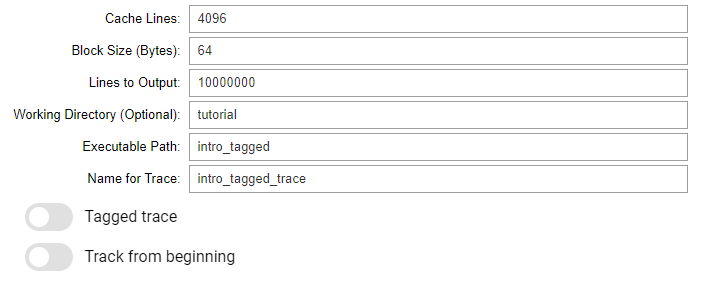 Cache Lines: 4096
Block Size (Bytes): 64
Lines to Output: 10000000
Working Directory (Optional): tutorial
Executable Path: intro_tagged
Name for Trace: intro_tagged_trace
Tagged trace
Track from beginning